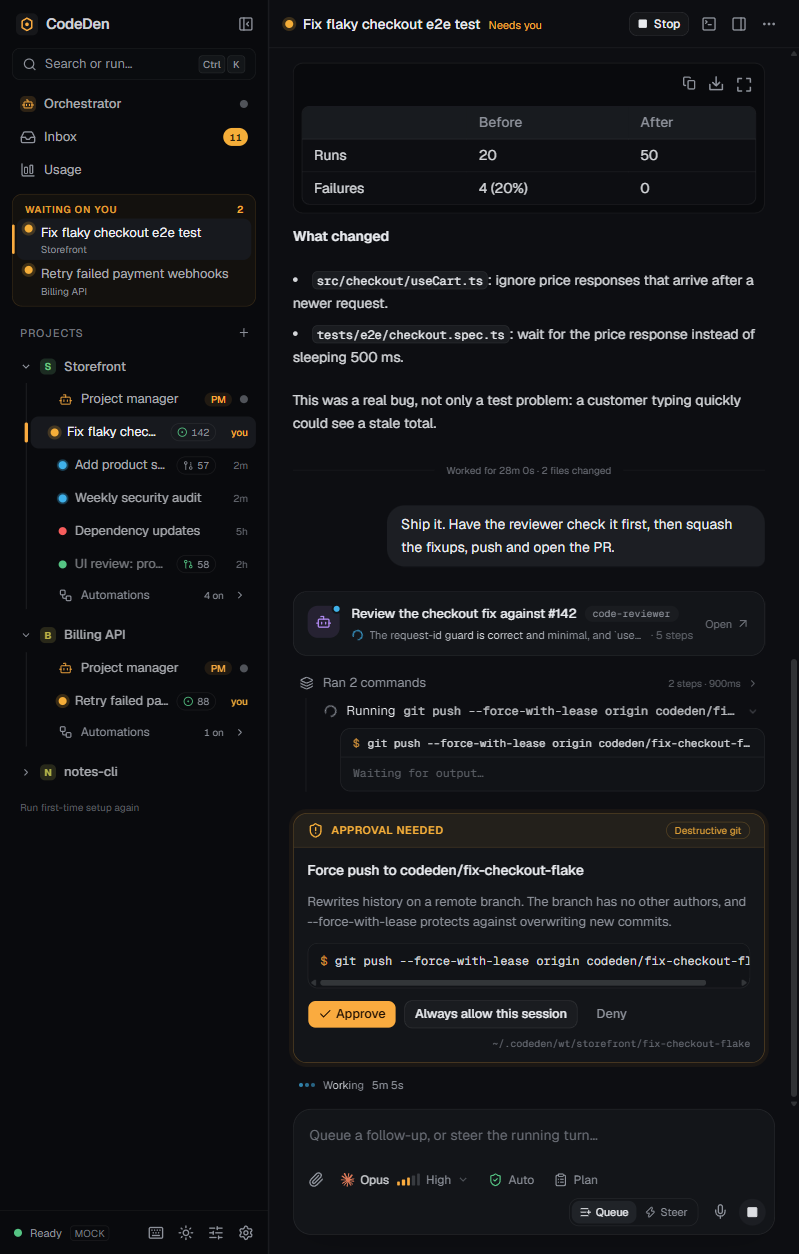 CodeDen
Search or run…
Ctrl K
Orchestrator
Inbox
11
Usage
WAITING ON YOU
2
Fix flaky checkout e2e test
Storefront
Retry failed payment webhooks
Billing API
PROJECTS
S Storefront
Project manager PM
Fix flaky chec… 142 you
Add product s… 57 2m
Weekly security audit 2m
Dependency updates 5h
UI review: pro… 58 2h
Automations 4 on
B Billing API
Project manager PM
Retry failed pa… 88 you
Automations 1 on
N notes-cli
Run first-time setup again
Ready MOCK
Fix flaky checkout e2e test Needs you
Stop
Before After
Runs 20 50
Failures 4 (20%) 0
What changed
• src/checkout/useCart.ts: ignore price responses that arrive after a
newer request.
• tests/e2e/checkout.spec.ts: wait for the price response instead of
sleeping 500 ms.
This was a real bug, not only a test problem: a customer typing quickly
could see a stale total.
Worked for 28m 0s · 2 files changed
Ship it. Have the reviewer check it first, then squash
the fixups, push and open the PR.
Review the checkout fix against #142 code-reviewer
The request-id guard is correct and minimal, and `use… · 5 steps
Open
Ran 2 commands
2 steps · 900ms
Running git push --force-with-lease origin codeden/fi…
$ git push --force-with-lease origin codeden/fix-checkout-f…
Waiting for output…
APPROVAL NEEDED
Destructive git
Force push to codeden/fix-checkout-flake
Rewrites history on a remote branch. The branch has no other authors, and
--force-with-lease protects against overwriting new commits.
$ git push --force-with-lease origin codeden/fix-checkout-fl
Approve
Always allow this session
Deny
~/.codeden/wt/storefront/fix-checkout-flake
Working 5m 5s
Queue a follow-up, or steer the running turn…
Opus High Auto Plan
Queue Steer